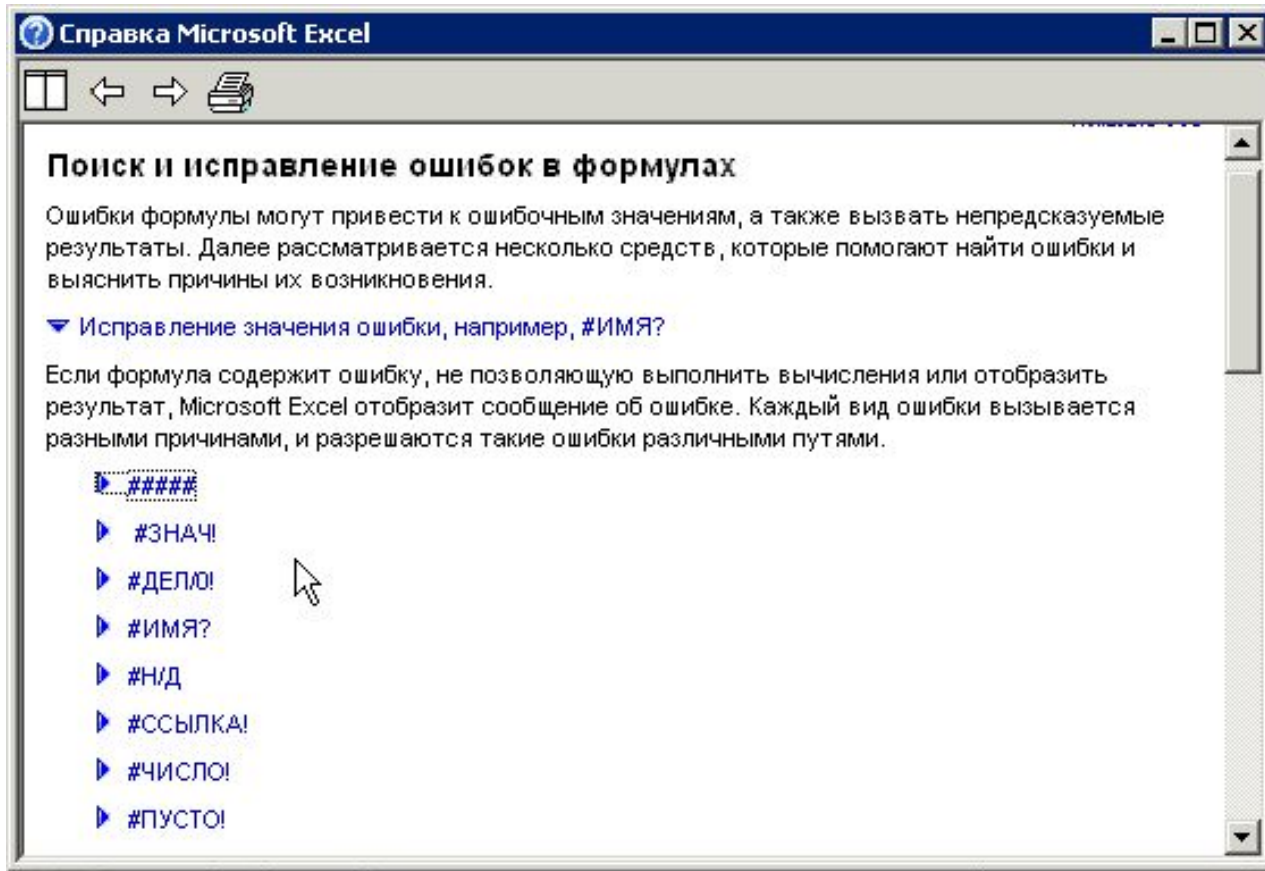 Справка Microsoft Excel
Поиск и исправление ошибок в формулах
Ошибки формулы могут привести к ошибочным значениям, а также вызвать непредсказуемые
результаты. Далее рассматривается несколько средств, которые помогают найти ошибки и
выяснить причины их возникновения.
Исправление значения ошибки, например, #ИМЯ?
Если формула содержит ошибку, не позволяющую выполнить вычисления или отобразить
результат, Microsoft Excel отобразит сообщение об ошибке. Каждый вид ошибки вызывается
разными причинами, и разрешаются такие ошибки различными путями.
#####
#ЗНАЧ!
#ДЕЛ/0!
#ИМЯ?
#Н/Д
#ССЫЛКА!
#ЧИСЛО!
#ПУСТО!